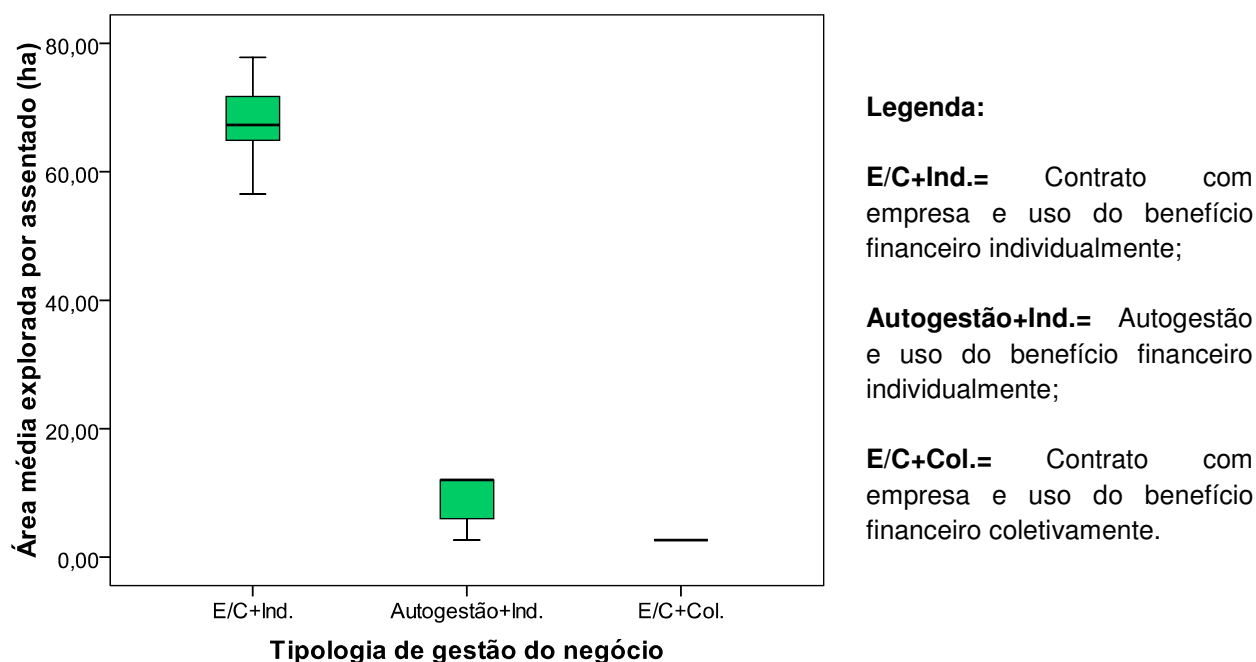 Área média explorada por assentado (ha)
80,00
60,00
40,00
20,00
0,00
E/C+Ind.
Autogestão+Ind.
E/C+Col.
Tipologia de gestão do negócio
Legenda:
E/C+Ind.= Contrato com
empresa e uso do benefício
financeiro individualmente;
Autogestão+Ind.= Autogestão
e uso do benefício financeiro
individualmente;
E/C+Col.= Contrato com
empresa e uso do benefício
financeiro coletivamente.